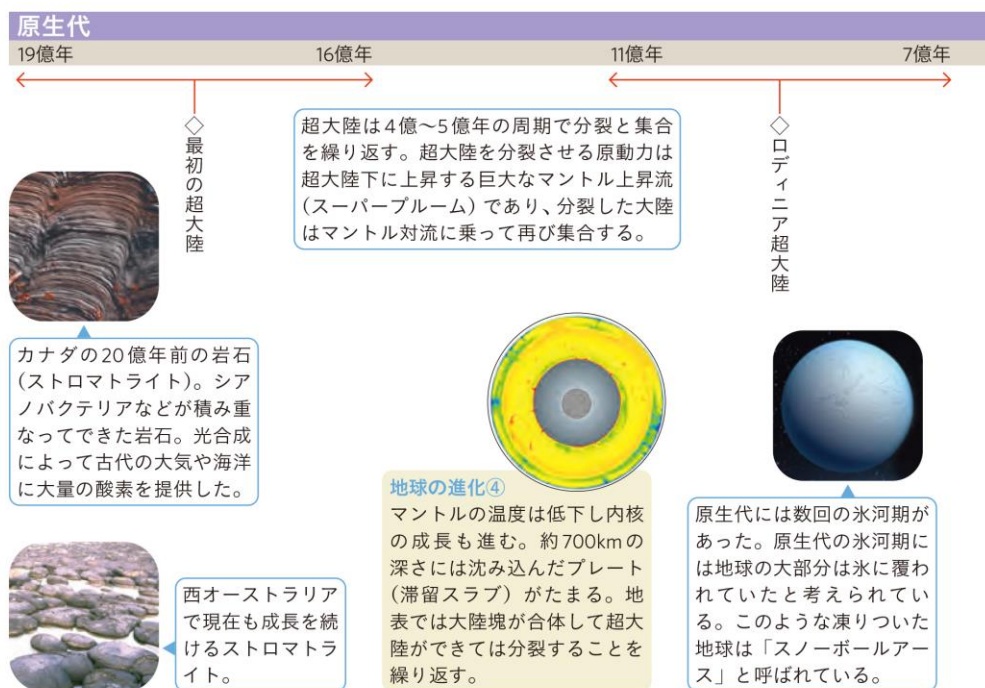 原生代
19億年 16億年 11億年 7億年
◇最初の超大陸
超大陸は4億～5億年の周期で分裂と集合
を繰り返す。超大陸を分裂させる原動力は
超大陸下に上昇する巨大なマントル上昇流
(スーパープルーム)であり、分裂した大陸
はマントル対流に乗って再び集合する。
◇ロディニア超大陸
カナダの20億年前の岩石
(ストロマトライト)。シア
ノバクテリアなどが積み重
なってできた岩石。光合成
によって古代の大気や海洋
に大量の酸素を提供した。
西オーストラリア
で現在も成長を続
けるストロマトラ
イト。
地球の進化④
マントルの温度は低下し内核
の成長も進む。約700kmの
深さには沈み込んだプレート
(滞留スラブ)がたまる。地
表では大陸塊が合体して超大
陸ができては分裂することを
繰り返す。
原生代には数回の氷河期が
あった。原生代の氷河期に
は地球の大部分は氷に覆わ
れていたと考えられてい
る。このような凍りついた
地球は「スノーボールアー
ス」と呼ばれている。